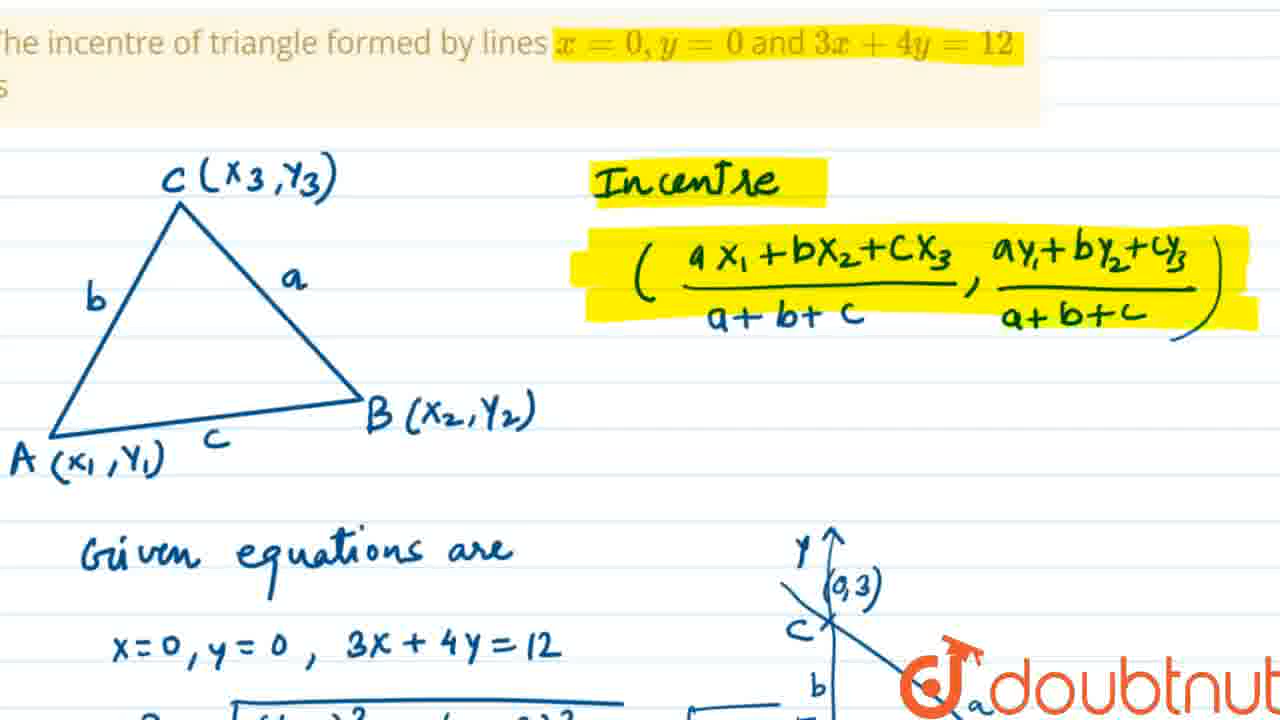 The incentre of triangle formed by lines x = 0, y = 0 and 3x + 4y = 12
s
C (x3, y3)
Incentre
( ax1 + bx2 + cx3 / a + b + c , ay1 + by2 + cy3 / a + b + c )
b
a
B (x2, y2)
c
A (x1, y1)
Given equations are
y
(0,3)
x=0, y=0, 3x + 4y = 12
C
b
a
doubtnut